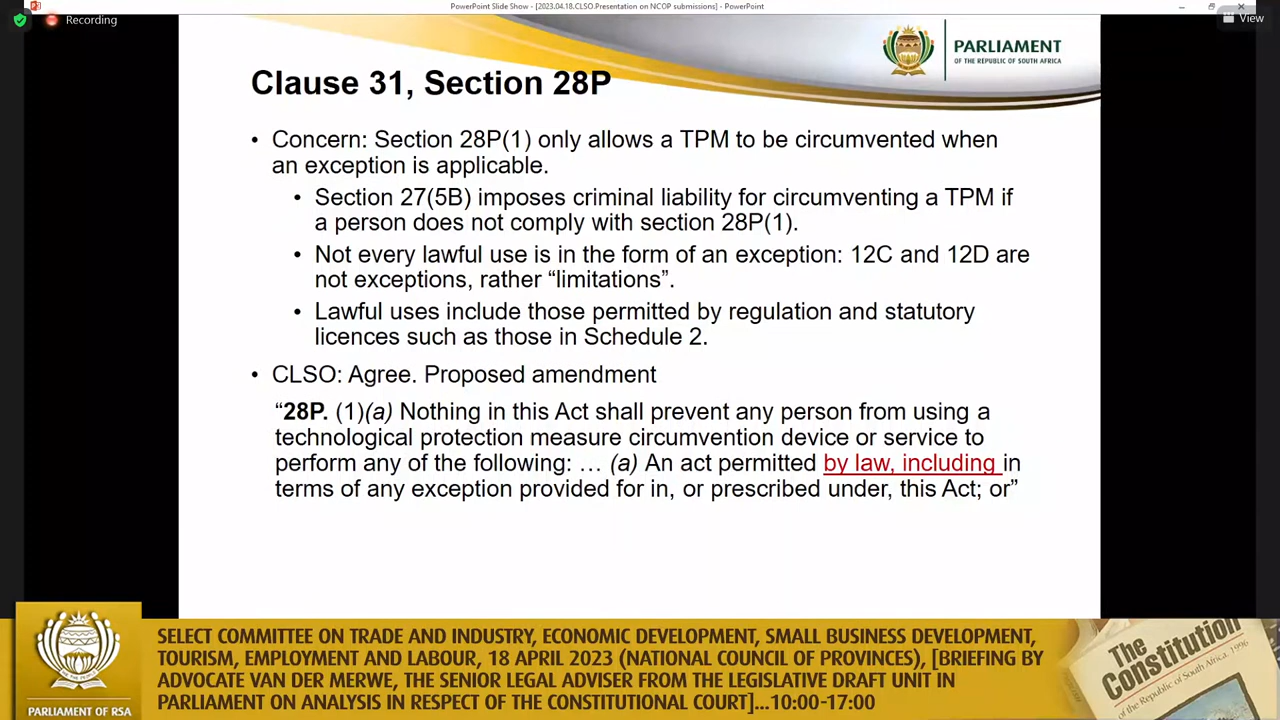 PowerPoint Slide Show - [2023.04.18.CLSO.Presentation on NCOP submissions] - PowerPoint
Recording
View
PARLIAMENT
OF THE REPUBLIC OF SOUTH AFRICA
Clause 31, Section 28P
• Concern: Section 28P(1) only allows a TPM to be circumvented when
an exception is applicable.
• Section 27(5B) imposes criminal liability for circumventing a TPM if
a person does not comply with section 28P(1).
• Not every lawful use is in the form of an exception: 12C and 12D are
not exceptions, rather “limitations”.
• Lawful uses include those permitted by regulation and statutory
licences such as those in Schedule 2.
• CLSO: Agree. Proposed amendment
“28P. (1)(a) Nothing in this Act shall prevent any person from using a
technological protection measure circumvention device or service to
perform any of the following: … (a) An act permitted by law, including in
terms of any exception provided for in, or prescribed under, this Act; or”
SELECT COMMITTEE ON TRADE AND INDUSTRY, ECONOMIC DEVELOPMENT, SMALL BUSINESS DEVELOPMENT,
TOURISM, EMPLOYMENT AND LABOUR, 18 APRIL 2023 (NATIONAL COUNCIL OF PROVINCES), [BRIEFING BY
ADVOCATE VAN DER MERWE, THE SENIOR LEGAL ADVISER FROM THE LEGISLATIVE DRAFT UNIT IN
PARLIAMENT ON ANALYSIS IN RESPECT OF THE CONSTITUTIONAL COURT]...10:00-17:00
PARLIAMENT OF RSA
The
Constitution
of the Republic of South Africa, 1996